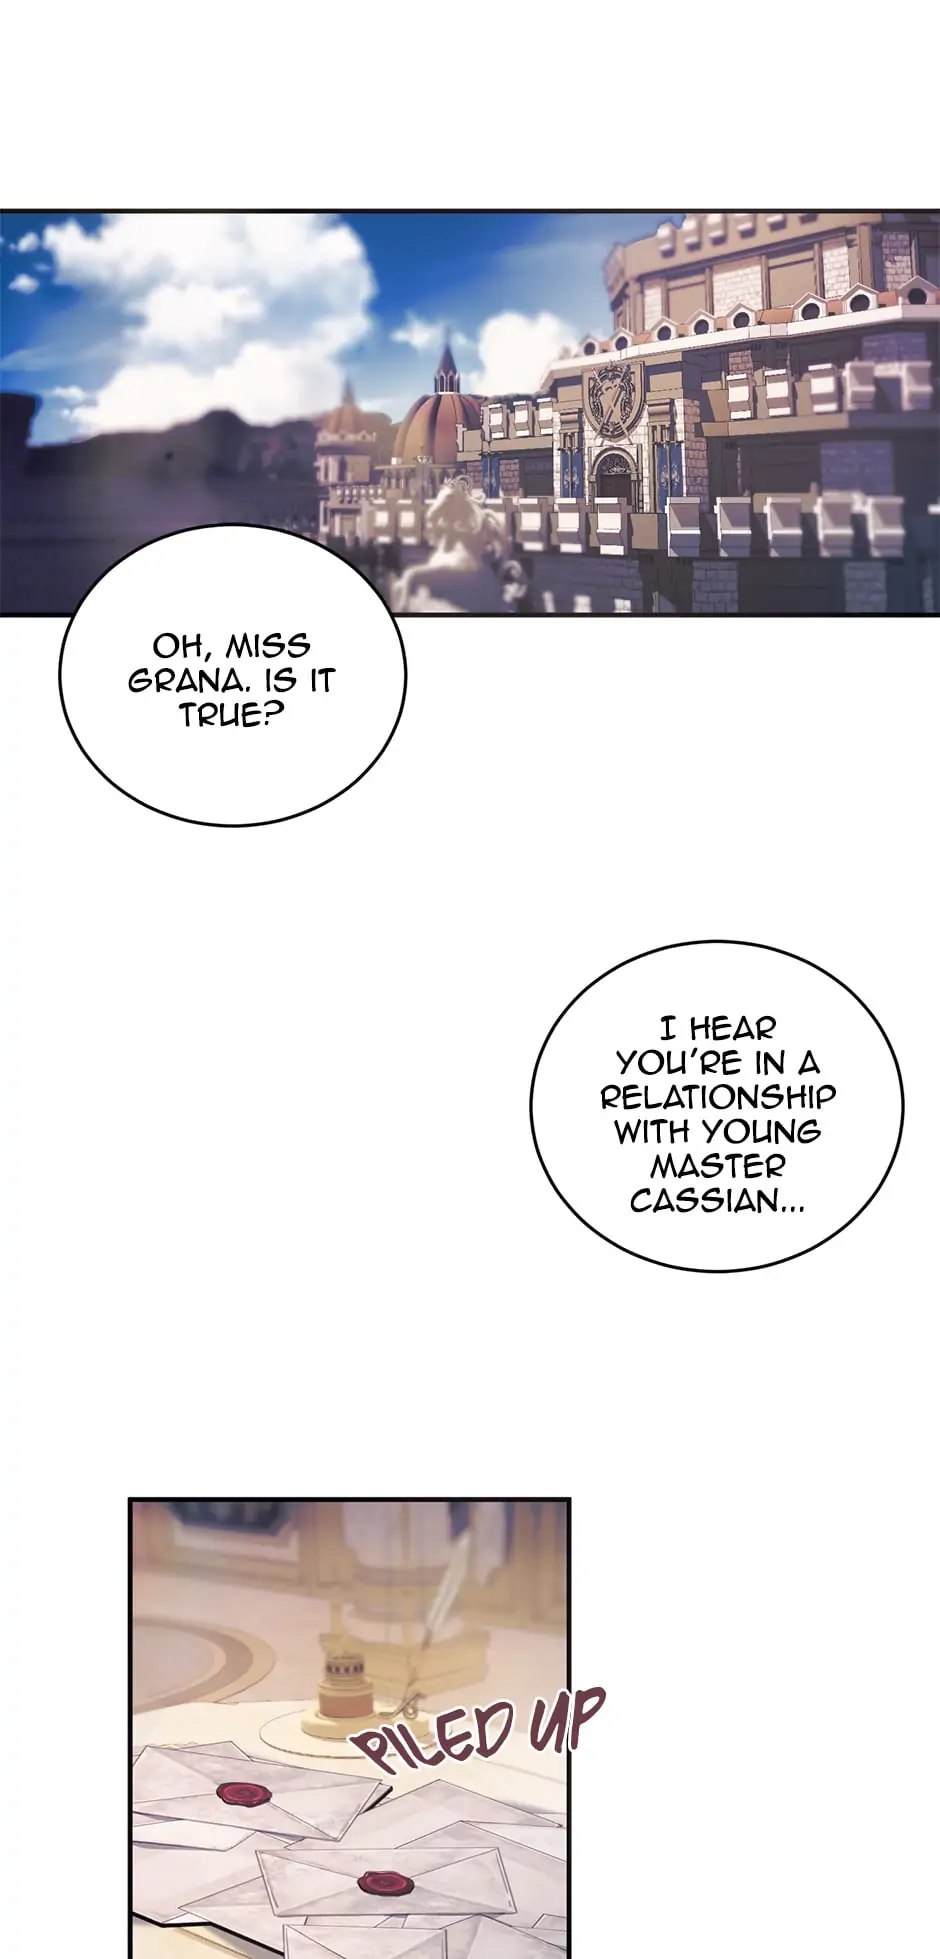 OH, MISS
GRANA. IS IT
TRUE?
I HEAR
YOU'RE IN A
RELATIONSHIP
WITH YOUNG
MASTER
CASSIAN...
PILED UP